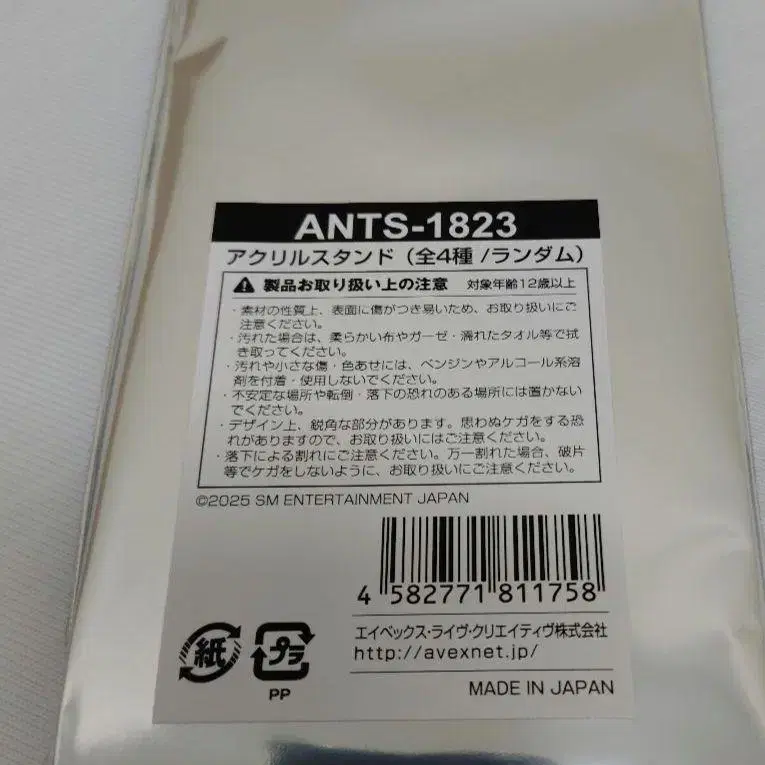 ANTS-1823
アクリルスタンド（全4種 /ランダム）
製品お取り扱い上の注意 対象年齢12歳以上
・素材の性質上、表面に傷がつき易いため、お取り扱いにご
注意ください。
・汚れた場合は、柔らかい布やガーゼ・濡れたタオル等で拭
き取ってください。
・汚れや小さな傷・色あせには、ベンジンやアルコール系溶
剤を付着・使用しないでください。
・不安定な場所や転倒・落下の恐れのある場所には置かない
でください。
・デザイン上、鋭角な部分があります。思わぬケガをする恐
れがありますので、お取り扱いにはご注意ください。
・落下による割れにご注意ください。万一割れた場合、破片
等でケガをしないように、お取り扱いにご注意ください。
©2025 SM ENTERTAINMENT JAPAN
4 582771 811758
エイベックス・ライヴ・クリエイティヴ株式会社
http://avexnet.jp/
紙
プラ
PP
MADE IN JAPAN